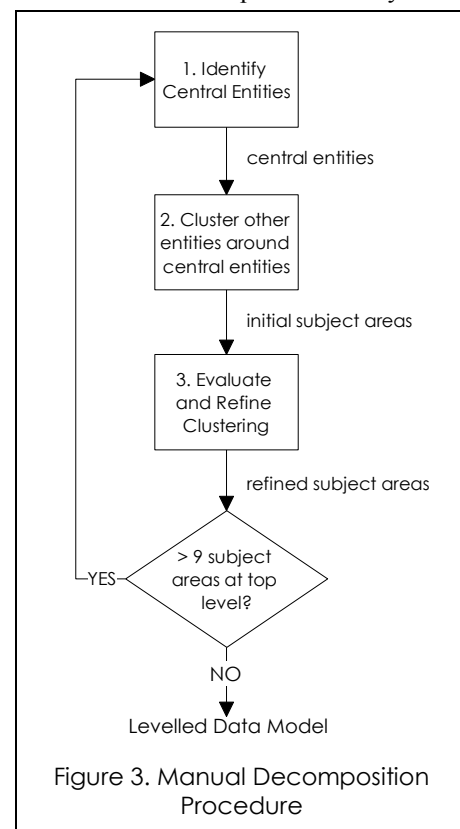 1. Identify
Central Entities
central entities
2. Cluster other
entities around
central entities
initial subject areas
3. Evaluate
and Refine
Clustering
refined subject areas
> 9 subject
areas at top
level?
YES
NO
Levelled Data Model
Figure 3. Manual Decomposition
Procedure